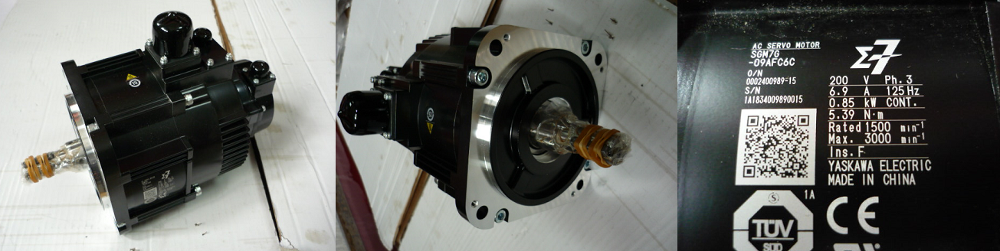 AC SERVO MOTOR
SGM7G
-09AFC6C
O/N
0002400989-15
S/N
1A1834009890015
Σ7
200 V Ph. 3
6.9 A 125 Hz
0.85 kW CONT.
5.39 N·m
Rated 1500 min⁻¹
Max. 3000 min⁻¹
Ins. F
YASKAWA ELECTRIC
MADE IN CHINA
S
1A
TÜV
SÜD
CE